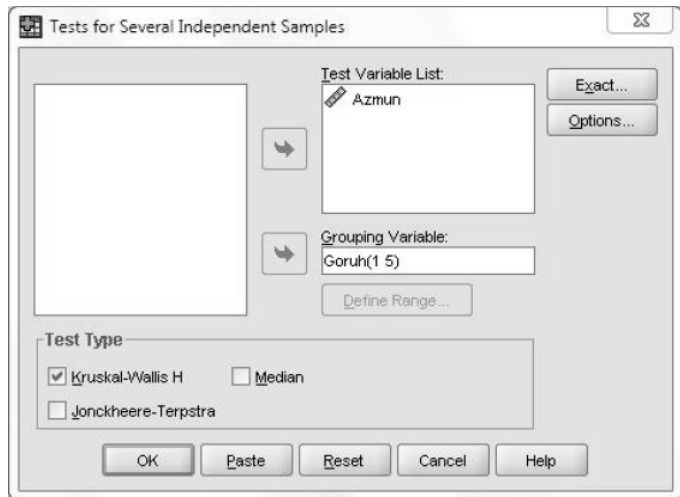 Tests for Several Independent Samples
Test Variable List:
Azmun
Exact...
Options...
Grouping Variable:
Goruh(1 5)
Define Range...
Test Type
Kruskal-Wallis H
Median
Jonckheere-Terpstra
OK
Paste
Reset
Cancel
Help